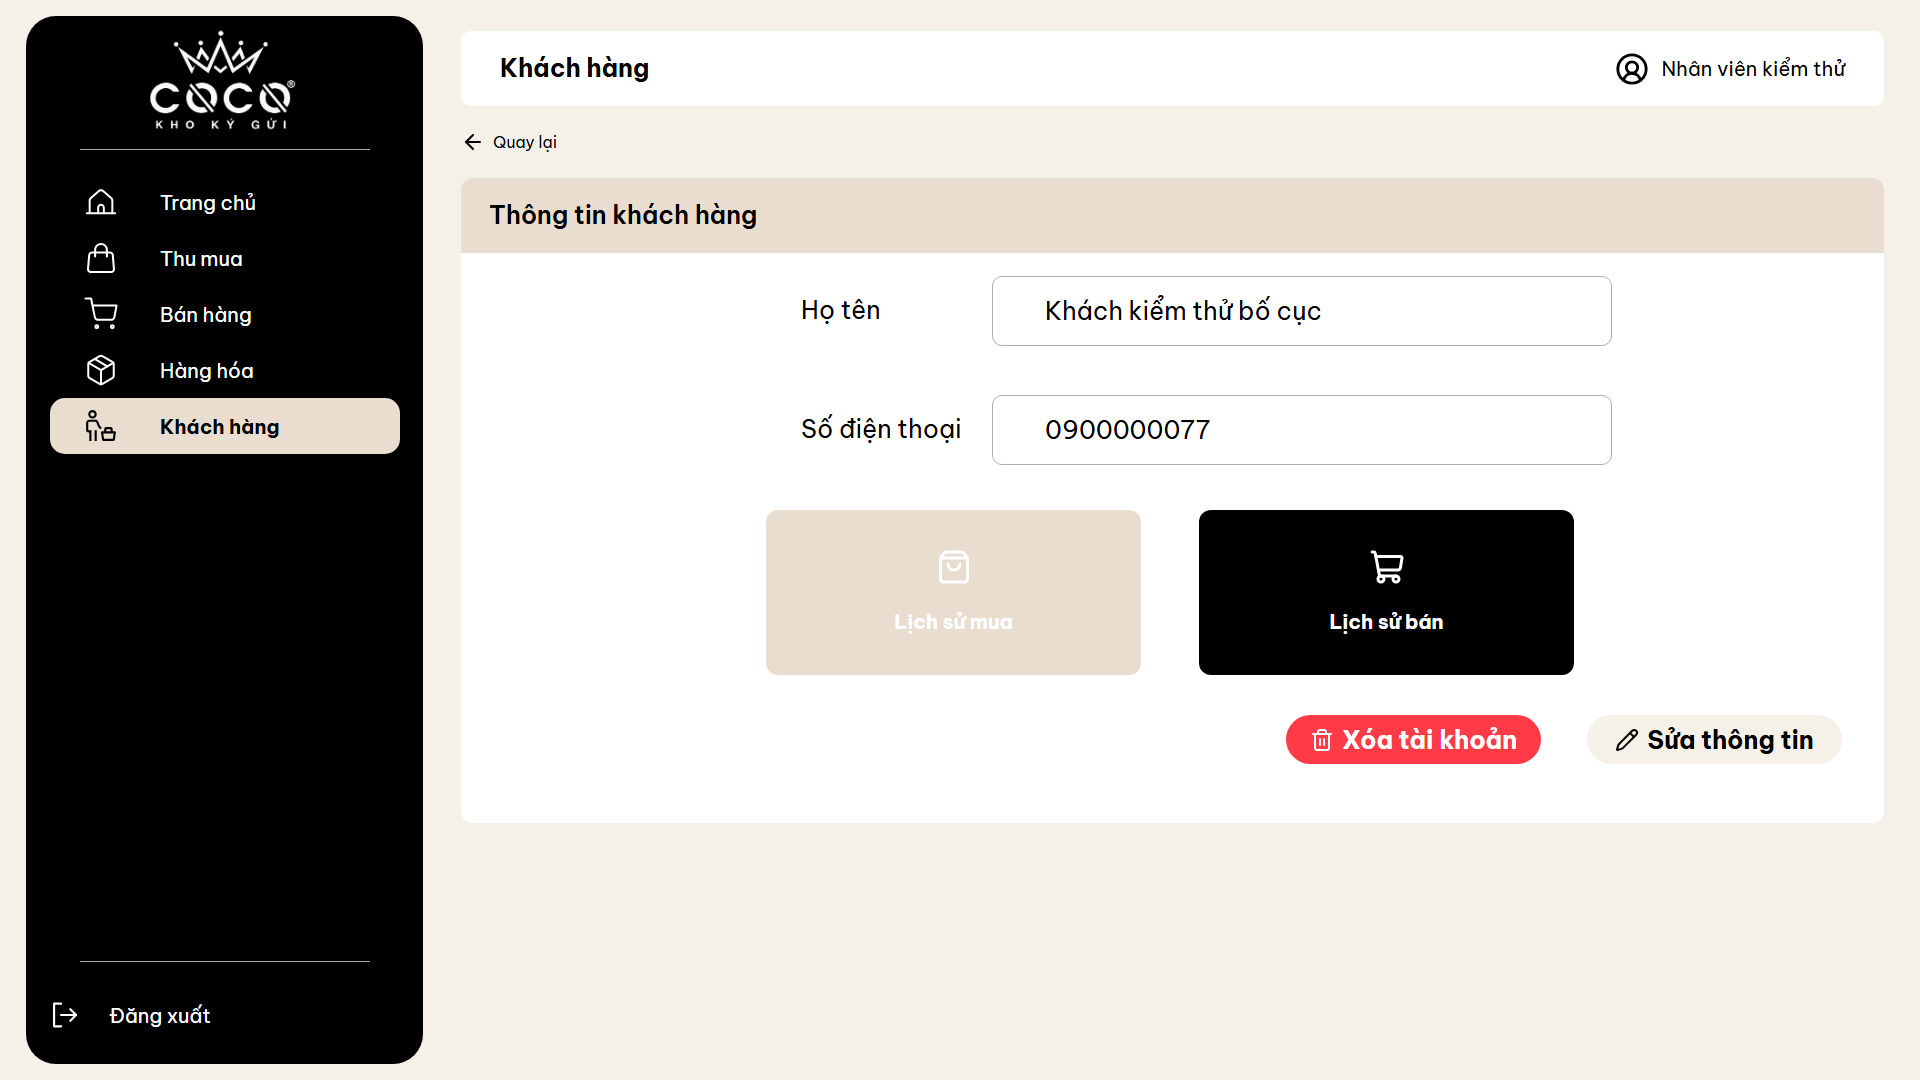 COCO®
KHO KÝ GỬI
Trang chủ
Thu mua
Bán hàng
Hàng hóa
Khách hàng
Đăng xuất
Khách hàng
Nhân viên kiểm thử
Quay lại
Thông tin khách hàng
Họ tên
Khách kiểm thử bố cục
Số điện thoại
0900000077
Lịch sử mua
Lịch sử bán
Xóa tài khoản
Sửa thông tin